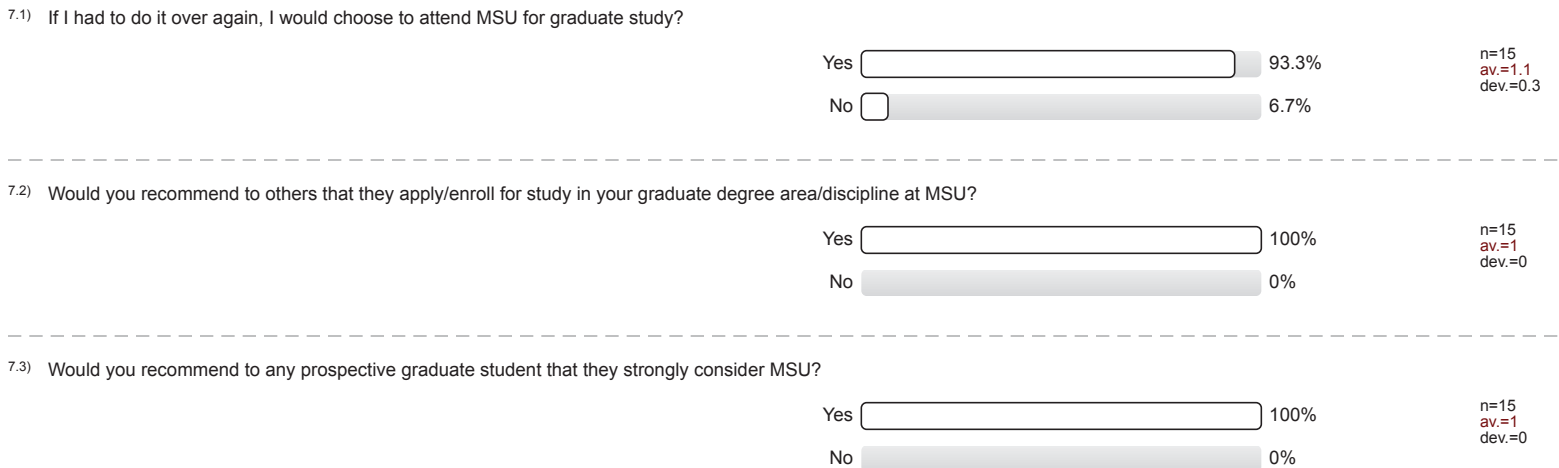 7.1) If I had to do it over again, I would choose to attend MSU for graduate study?
Yes 93.3%
No 6.7%
n=15
av.=1.1
dev.=0.3
7.2) Would you recommend to others that they apply/enroll for study in your graduate degree area/discipline at MSU?
Yes 100%
No 0%
n=15
av.=1
dev.=0
7.3) Would you recommend to any prospective graduate student that they strongly consider MSU?
Yes 100%
No 0%
n=15
av.=1
dev.=0